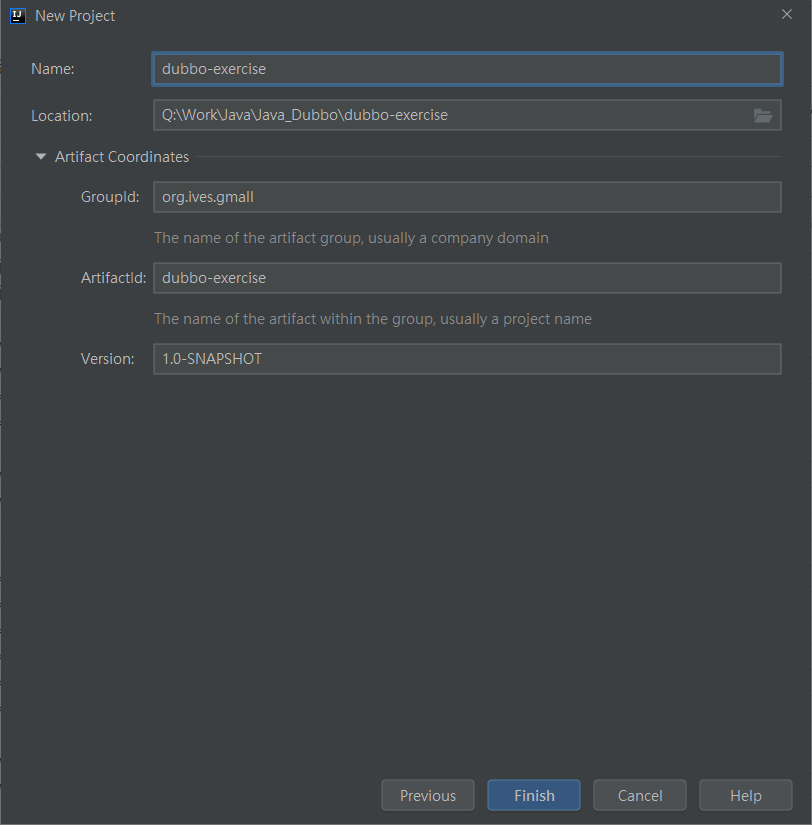 New Project
Name: dubbo-exercise
Location: Q:\Work\Java\Java_Dubbo\dubbo-exercise
Artifact Coordinates
GroupId: org.ives.gmall
The name of the artifact group, usually a company domain
ArtifactId: dubbo-exercise
The name of the artifact within the group, usually a project name
Version: 1.0-SNAPSHOT
Previous Finish Cancel Help